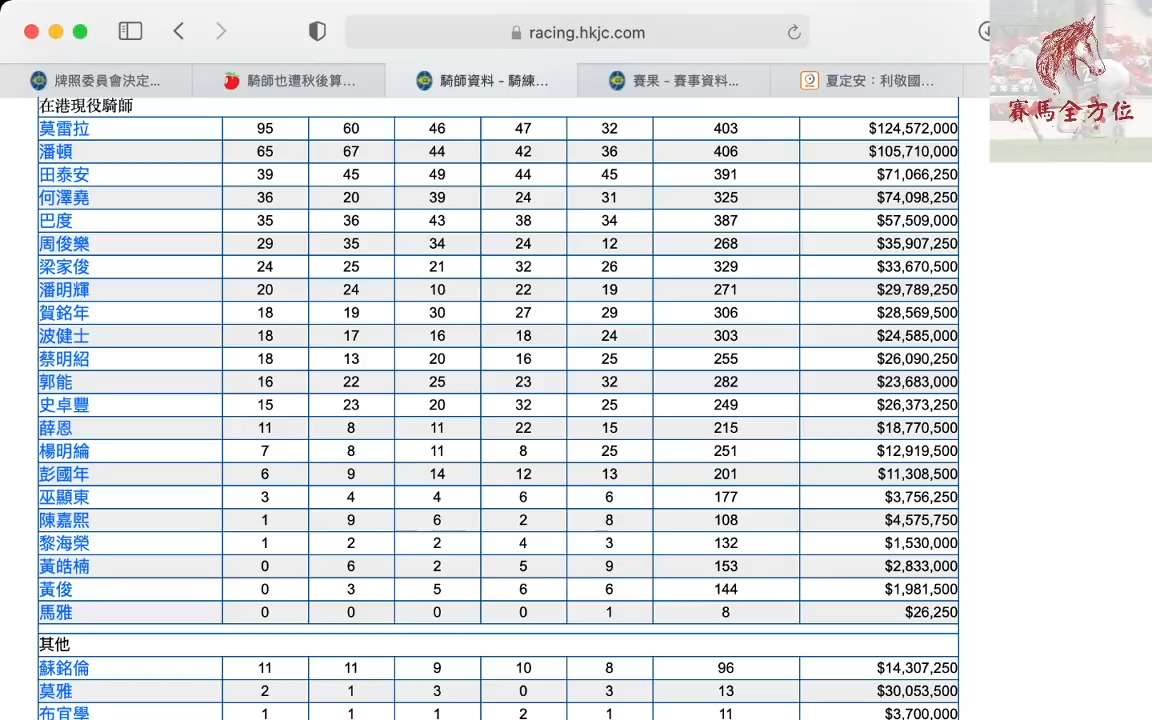 racing.hkjc.com
牌照委員會決定... 騎師也遭秋後算... 騎師資料 - 騎練... 賽果 - 賽事資料... 夏定安：利敬國...
賽馬全方位
在港現役騎師
莫雷拉 95 60 46 47 32 403 $124,572,000
潘頓 65 67 44 42 36 406 $105,710,000
田泰安 39 45 49 44 45 391 $71,066,250
何澤堯 36 20 39 24 31 325 $74,098,250
巴度 35 36 43 38 34 387 $57,509,000
周俊樂 29 35 34 24 12 268 $35,907,250
梁家俊 24 25 21 32 26 329 $33,670,500
潘明輝 20 24 10 22 19 271 $29,789,250
賀銘年 18 19 30 27 29 306 $28,569,500
波健士 18 17 16 18 24 303 $24,585,000
蔡明紹 18 13 20 16 25 255 $26,090,250
郭能 16 22 25 23 32 282 $23,683,000
史卓豐 15 23 20 32 25 249 $26,373,250
薛恩 11 8 11 22 15 215 $18,770,500
楊明綸 7 8 11 8 25 251 $12,919,500
彭國年 6 9 14 12 13 201 $11,308,500
巫顯東 3 4 4 6 6 177 $3,756,250
陳嘉熙 1 9 6 2 8 108 $4,575,750
黎海榮 1 2 2 4 3 132 $1,530,000
黃皓楠 0 6 2 5 9 153 $2,833,000
黃俊 0 3 5 6 6 144 $1,981,500
馬雅 0 0 0 0 1 8 $26,250
其他
蘇銘倫 11 11 9 10 8 96 $14,307,250
莫雅 2 1 3 0 3 13 $30,053,500
布宜學 1 1 1 2 1 11 $3,700,000